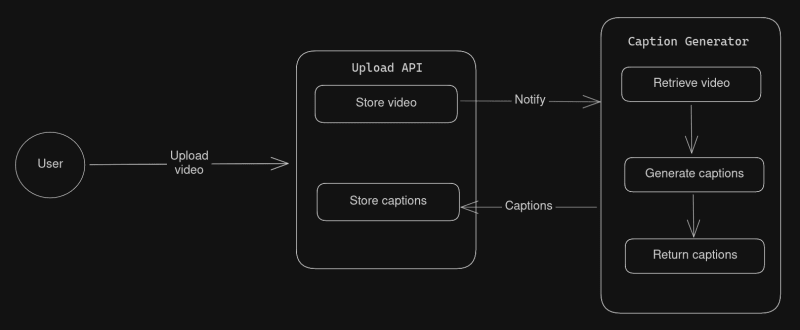 User
Upload
video
Upload API
Store video
Store captions
Notify
Captions
Caption Generator
Retrieve video
Generate captions
Return captions